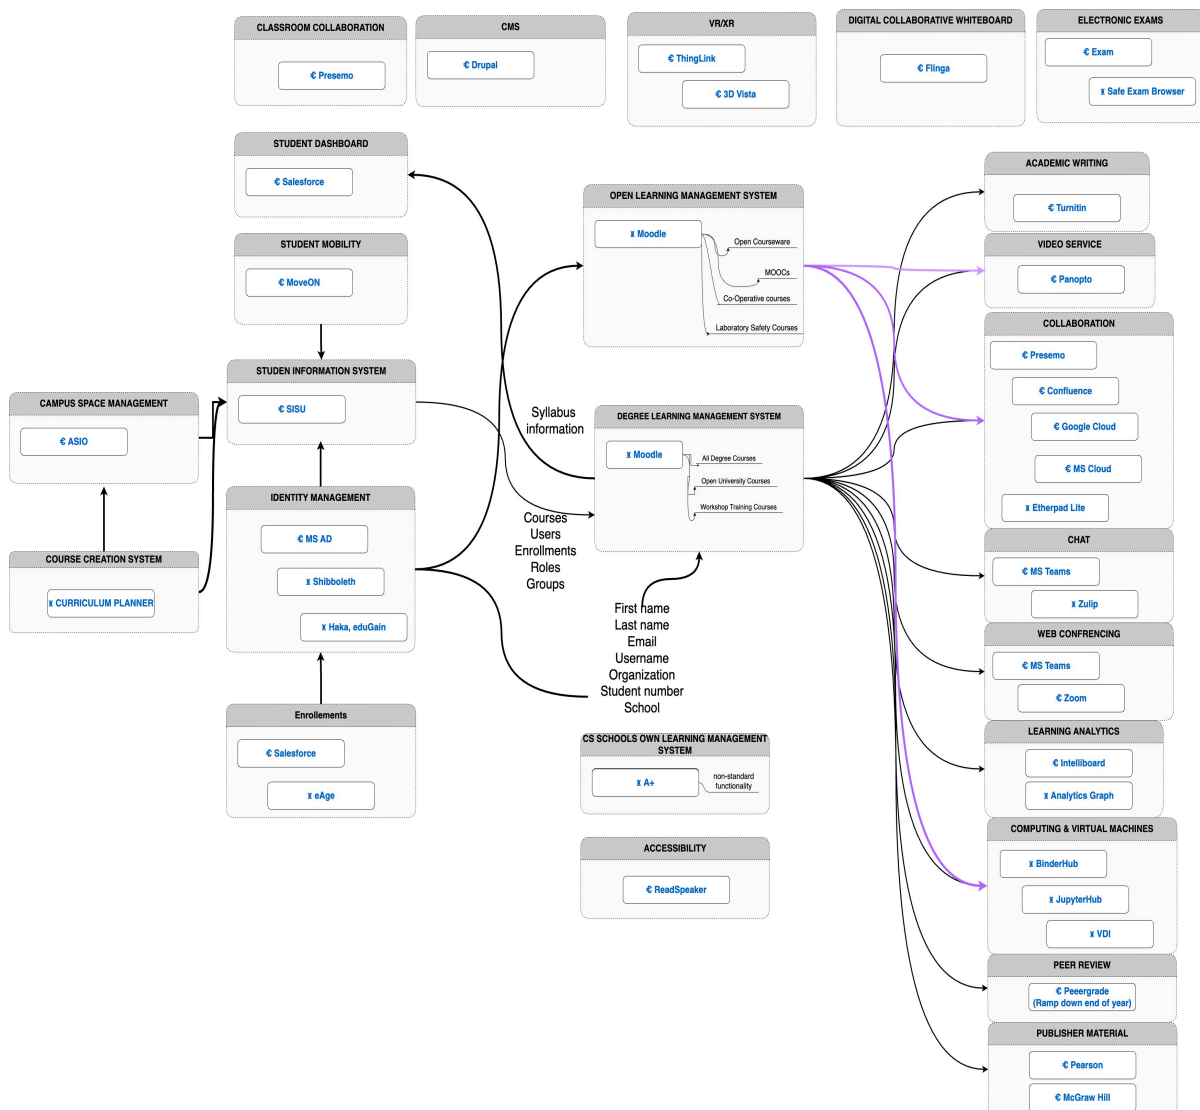 CLASSROOM COLLABORATION
€ Presemo
CMS
€ Drupal
VR/XR
€ ThingLink
€ 3D Vista
DIGITAL COLLABORATIVE WHITEBOARD
€ Flinga
ELECTRONIC EXAMS
€ Exam
¤ Safe Exam Browser
STUDENT DASHBOARD
€ Salesforce
STUDENT MOBILITY
€ MoveON
STUDEN INFORMATION SYSTEM
€ SISU
CAMPUS SPACE MANAGEMENT
€ ASIO
COURSE CREATION SYSTEM
¤ CURRICULUM PLANNER
IDENTITY MANAGEMENT
€ MS AD
¤ Shibboleth
¤ Haka, eduGain
Enrollements
€ Salesforce
¤ eAge
OPEN LEARNING MANAGEMENT SYSTEM
¤ Moodle
Open Courseware
MOOCs
Co-Operative courses
Laboratory Safety Courses
Syllabus
information
DEGREE LEARNING MANAGEMENT SYSTEM
¤ Moodle
All Degree Courses
Open University Courses
Workshop Training Courses
Courses
Users
Enrollments
Roles
Groups
First name
Last name
Email
Username
Organization
Student number
School
CS SCHOOLS OWN LEARNING MANAGEMENT
SYSTEM
¤ A+
non-standard
functionality
ACCESSIBILITY
€ ReadSpeaker
ACADEMIC WRITING
€ Turnitin
VIDEO SERVICE
€ Panopto
COLLABORATION
€ Presemo
€ Confluence
€ Google Cloud
€ MS Cloud
¤ Etherpad Lite
CHAT
€ MS Teams
¤ Zulip
WEB CONFRENCING
€ MS Teams
€ Zoom
LEARNING ANALYTICS
€ Intelliboard
¤ Analytics Graph
COMPUTING & VIRTUAL MACHINES
¤ BinderHub
¤ JupyterHub
¤ VDI
PEER REVIEW
€ Peeergrade
(Ramp down end of year)
PUBLISHER MATERIAL
€ Pearson
€ McGraw Hill